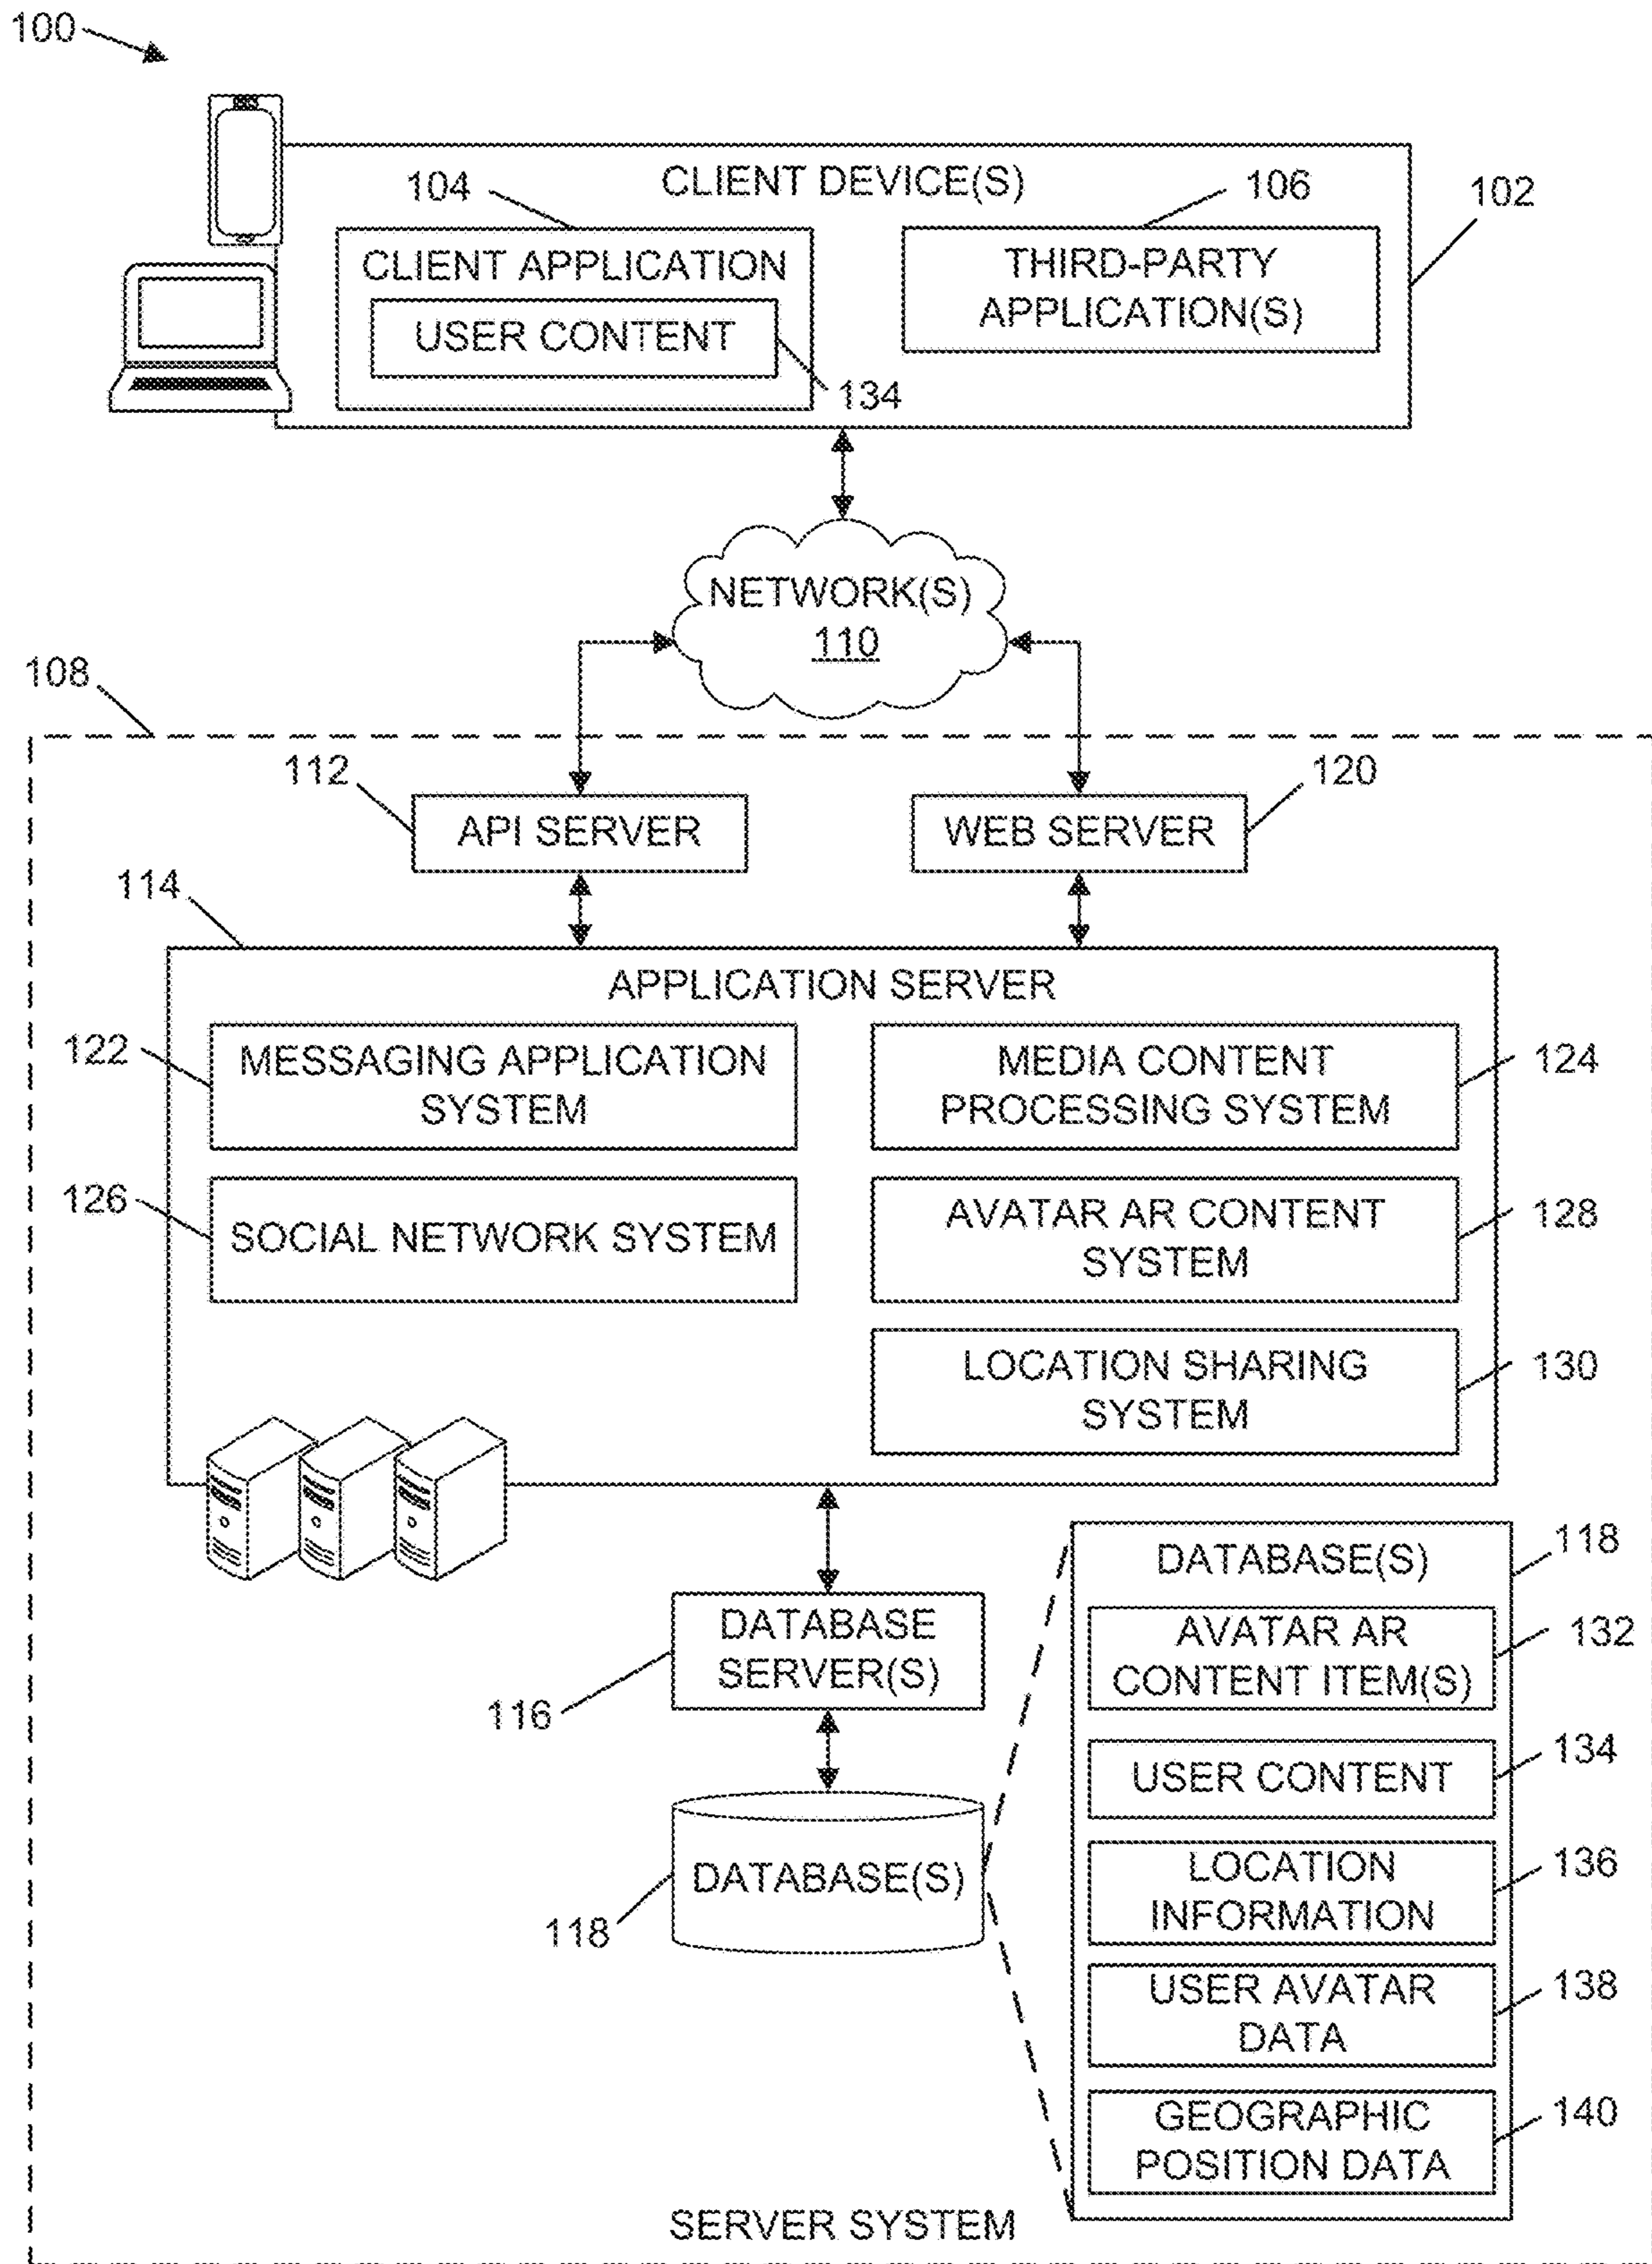 100
CLIENT DEVICE(S)
104
106
102
CLIENT APPLICATION
THIRD-PARTY
APPLICATION(S)
USER CONTENT
134
NETWORK(S)
110
108
112
120
API SERVER
WEB SERVER
114
APPLICATION SERVER
122
MESSAGING APPLICATION
SYSTEM
MEDIA CONTENT
PROCESSING SYSTEM
124
126
SOCIAL NETWORK SYSTEM
AVATAR AR CONTENT
SYSTEM
128
LOCATION SHARING
SYSTEM
130
DATABASE
SERVER(S)
116
DATABASE(S)
118
DATABASE(S)
118
AVATAR AR
CONTENT ITEM(S)
132
USER CONTENT
134
LOCATION
INFORMATION
136
USER AVATAR
DATA
138
GEOGRAPHIC
POSITION DATA
140
SERVER SYSTEM